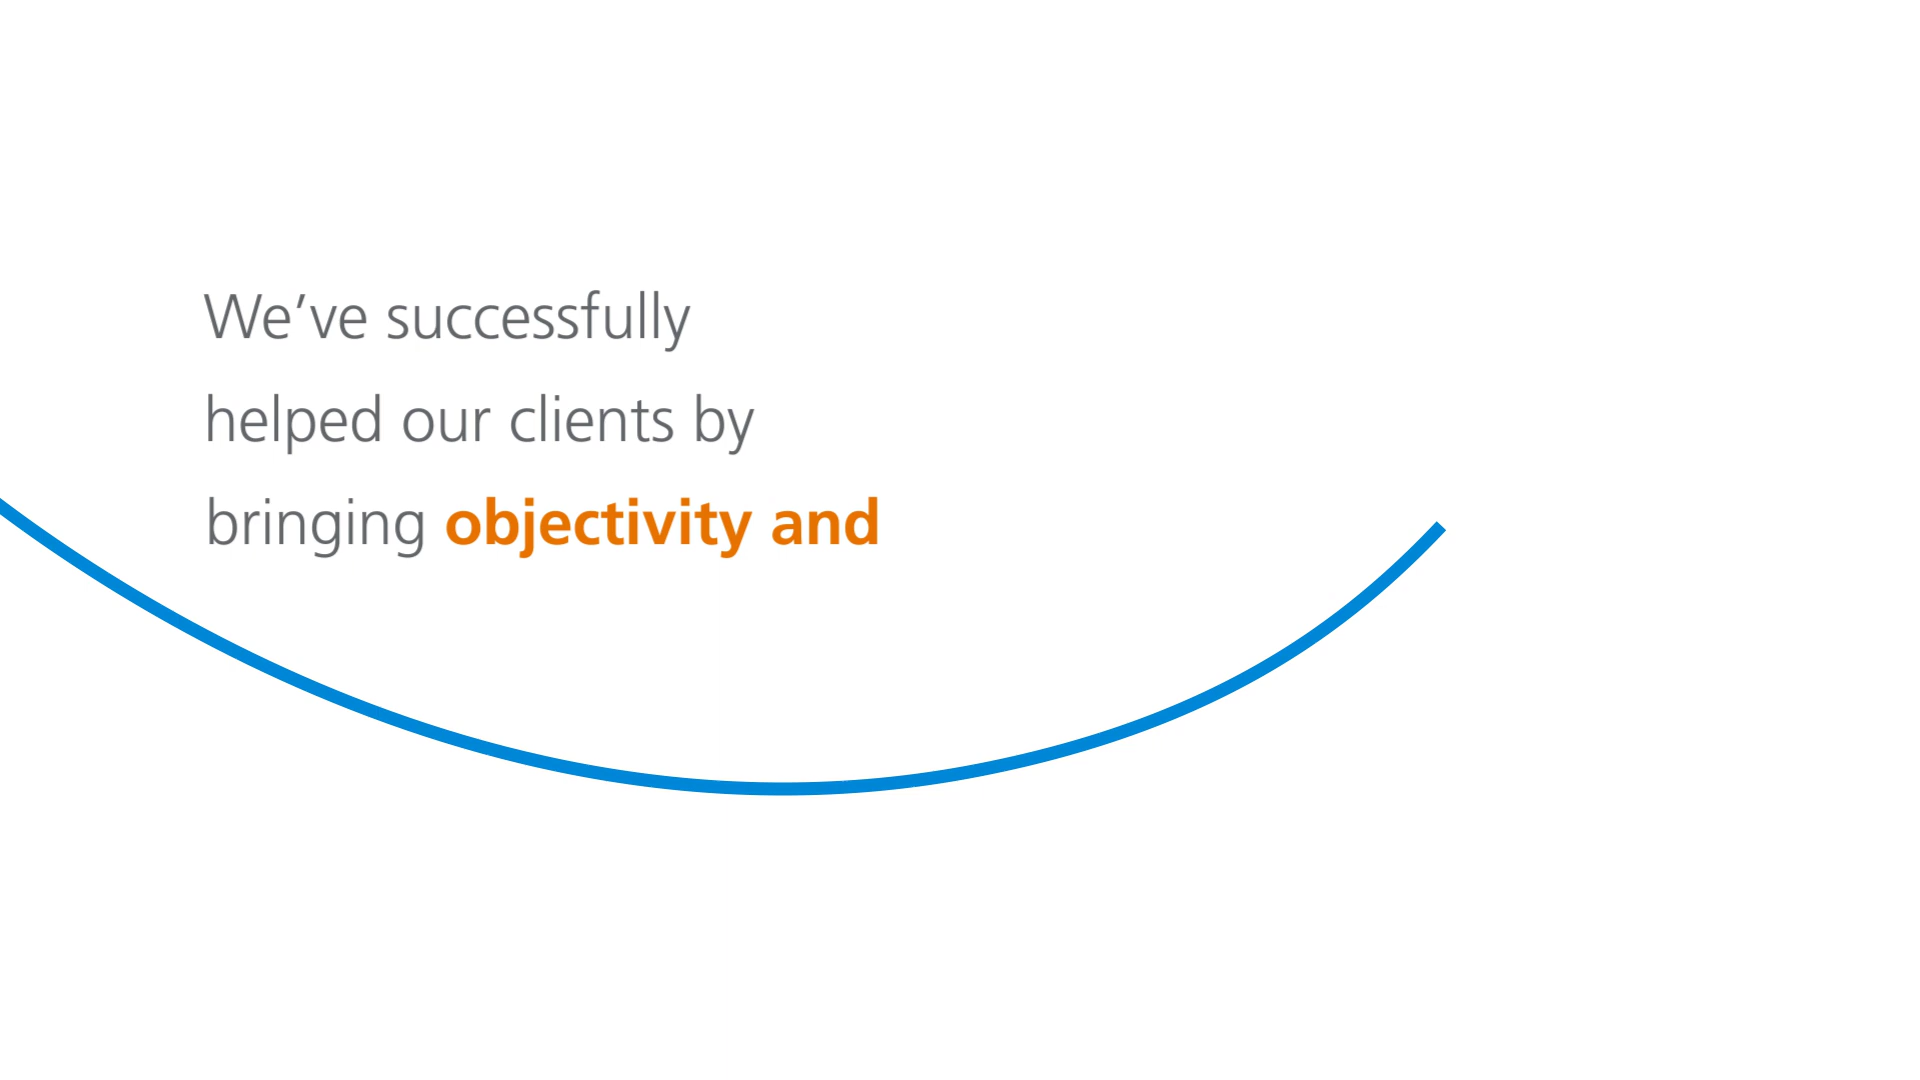 We’ve successfully
helped our clients by
bringing objectivity and